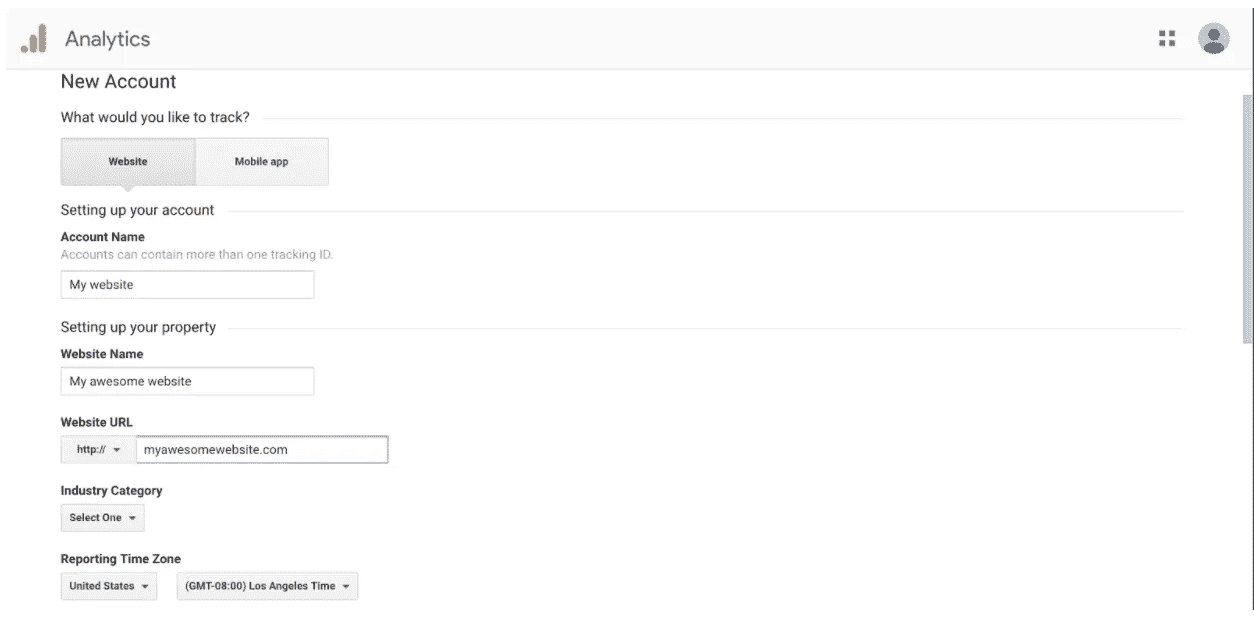 Analytics
New Account
What would you like to track?
Website Mobile app
Setting up your account
Account Name
Accounts can contain more than one tracking ID.
My website
Setting up your property
Website Name
My awesome website
Website URL
http:// myawesomewebsite.com
Industry Category
Select One
Reporting Time Zone
United States (GMT-08:00) Los Angeles Time